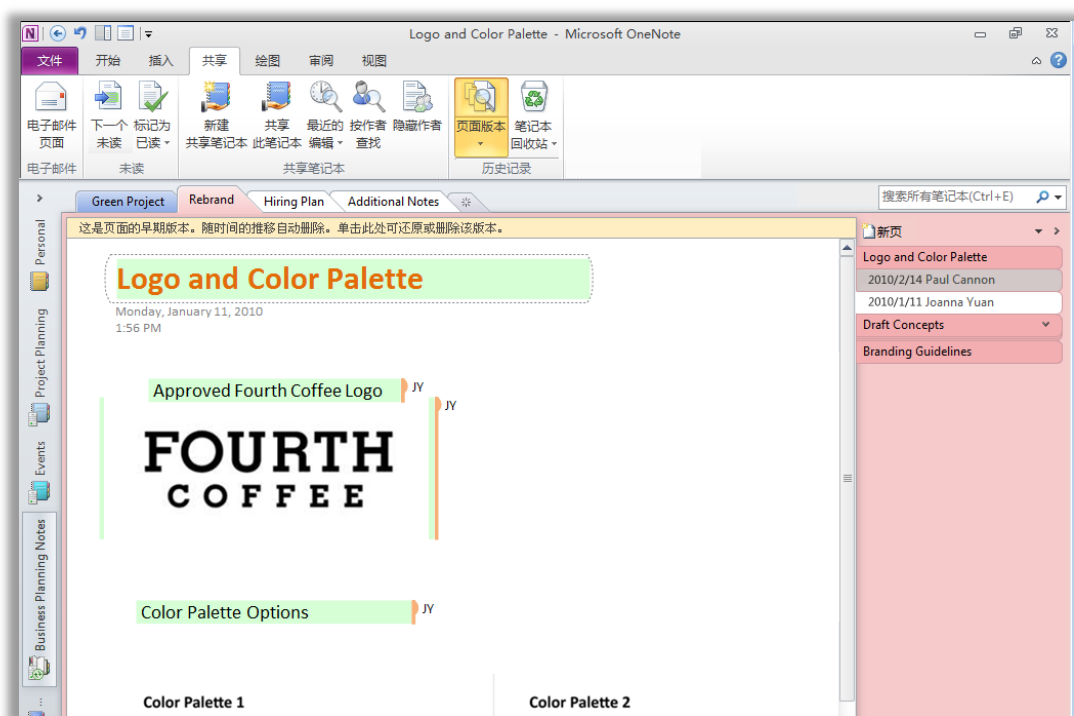 Logo and Color Palette - Microsoft OneNote
文件 开始 插入 共享 绘图 审阅 视图
电子邮件页面
下一个未读
标记为已读
新建共享笔记本
共享此笔记本
最近的编辑
按作者查找
隐藏作者
页面版本
笔记本回收站
电子邮件 未读 共享笔记本 历史记录
Green Project Rebrand Hiring Plan Additional Notes
搜索所有笔记本(Ctrl+E)
这是页面的早期版本。随时间的推移自动删除。单击此处可还原或删除该版本。
Personal
Project Planning
Events
Business Planning Notes
Logo and Color Palette
Monday, January 11, 2010
1:56 PM
Approved Fourth Coffee Logo JY
JY
FOURTH
COFFEE
Color Palette Options JY
Color Palette 1 Color Palette 2
新页
Logo and Color Palette
2010/2/14 Paul Cannon
2010/1/11 Joanna Yuan
Draft Concepts
Branding Guidelines